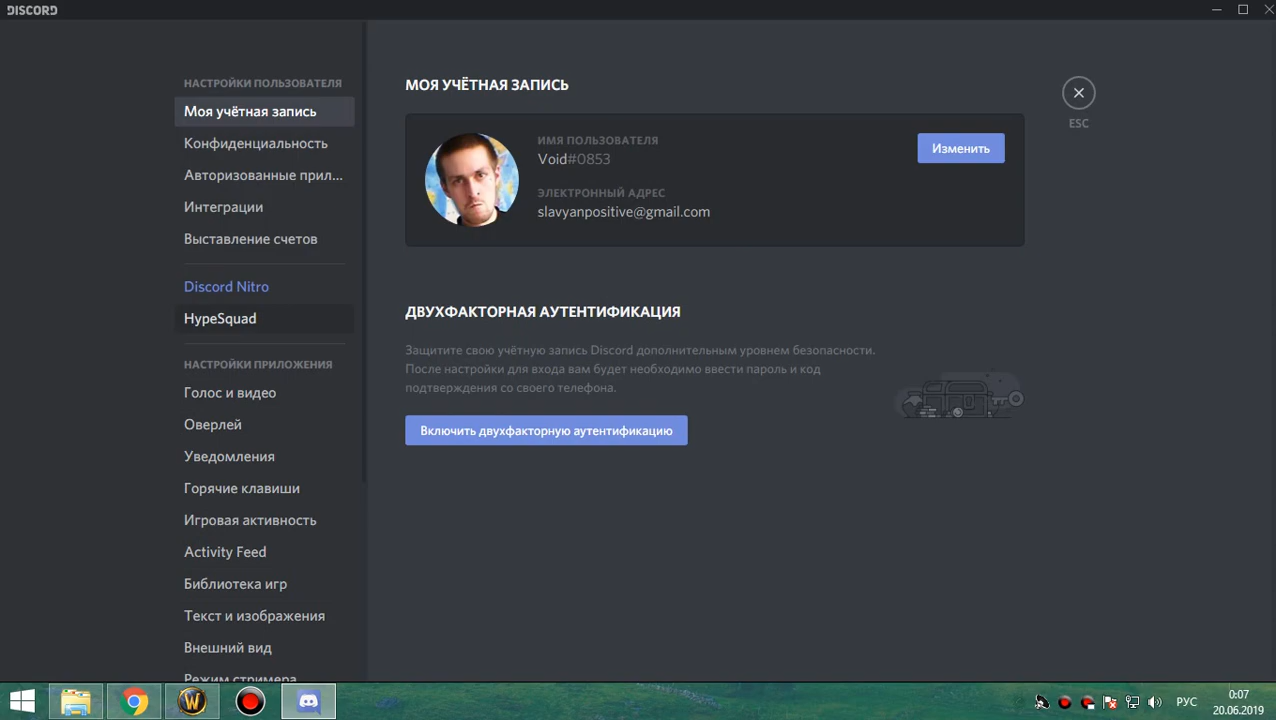 DISCORD
НАСТРОЙКИ ПОЛЬЗОВАТЕЛЯ
Моя учётная запись
Конфиденциальность
Авторизованные прил...
Интеграции
Выставление счетов
Discord Nitro
HypeSquad
НАСТРОЙКИ ПРИЛОЖЕНИЯ
Голос и видео
Оверлей
Уведомления
Горячие клавиши
Игровая активность
Activity Feed
Библиотека игр
Текст и изображения
Внешний вид
Режим стримера
МОЯ УЧЁТНАЯ ЗАПИСЬ
ИМЯ ПОЛЬЗОВАТЕЛЯ
Void#0853
ЭЛЕКТРОННЫЙ АДРЕС
slavyanpositive@gmail.com
Изменить
ESC
ДВУХФАКТОРНАЯ АУТЕНТИФИКАЦИЯ
Защитите свою учётную запись Discord дополнительным уровнем безопасности.
После настройки для входа вам будет необходимо ввести пароль и код
подтверждения со своего телефона.
Включить двухфакторную аутентификацию
РУС
0:07
20.06.2019